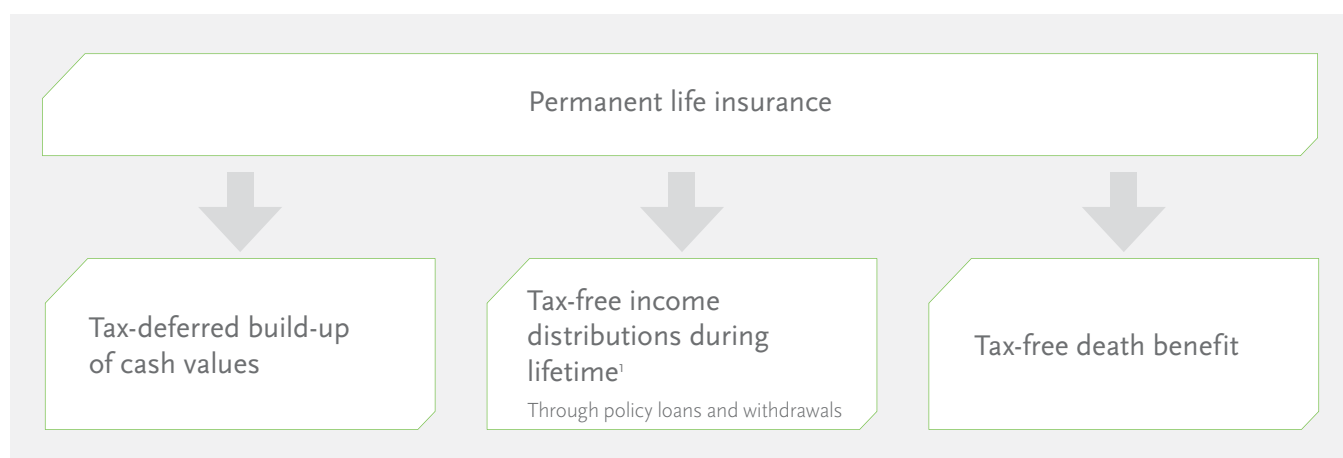 Permanent life insurance
Tax-deferred build-up
of cash values
Tax-free income
distributions during
lifetime¹
Through policy loans and withdrawals
Tax-free death benefit